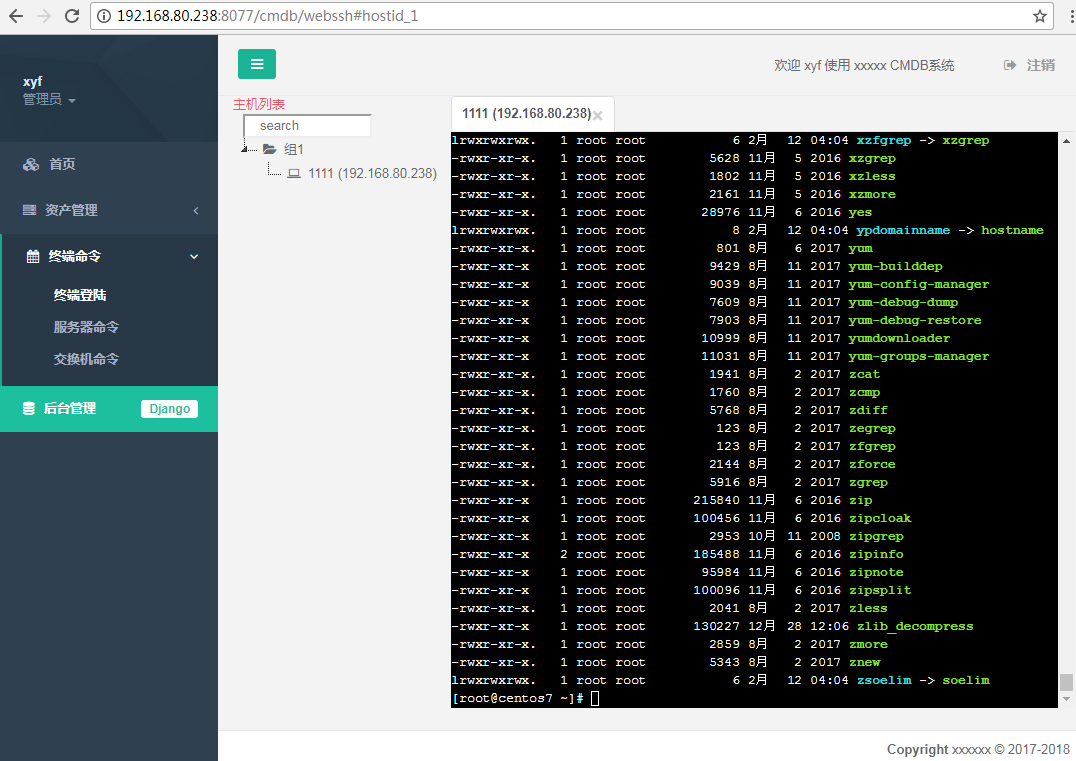 192.168.80.238:8077/cmdb/webssh#hostid_1
xyf
管理员
首页
资产管理
终端命令
终端登陆
服务器命令
交换机命令
后台管理 Django
欢迎 xyf 使用 xxxxx CMDB系统 注销
主机列表
search
组1
1111 (192.168.80.238)
1111 (192.168.80.238)×
lrwxrwxrwx. 1 root root 6 2月 12 04:04 xzfgrep -> xzgrep
-rwxr-xr-x. 1 root root 5628 11月 5 2016 xzgrep
-rwxr-xr-x. 1 root root 1802 11月 5 2016 xzless
-rwxr-xr-x. 1 root root 2161 11月 5 2016 xzmore
-rwxr-xr-x. 1 root root 28976 11月 6 2016 yes
lrwxrwxrwx. 1 root root 8 2月 12 04:04 ypdomainname -> hostname
-rwxr-xr-x. 1 root root 801 8月 6 2017 yum
-rwxr-xr-x 1 root root 9429 8月 11 2017 yum-builddep
-rwxr-xr-x 1 root root 9039 8月 11 2017 yum-config-manager
-rwxr-xr-x 1 root root 7609 8月 11 2017 yum-debug-dump
-rwxr-xr-x 1 root root 7903 8月 11 2017 yum-debug-restore
-rwxr-xr-x 1 root root 10999 8月 11 2017 yumdownloader
-rwxr-xr-x 1 root root 11031 8月 11 2017 yum-groups-manager
-rwxr-xr-x. 1 root root 1941 8月 2 2017 zcat
-rwxr-xr-x. 1 root root 1760 8月 2 2017 zcmp
-rwxr-xr-x. 1 root root 5768 8月 2 2017 zdiff
-rwxr-xr-x. 1 root root 123 8月 2 2017 zegrep
-rwxr-xr-x. 1 root root 123 8月 2 2017 zfgrep
-rwxr-xr-x. 1 root root 2144 8月 2 2017 zforce
-rwxr-xr-x. 1 root root 5916 8月 2 2017 zgrep
-rwxr-xr-x 1 root root 215840 11月 6 2016 zip
-rwxr-xr-x 1 root root 100456 11月 6 2016 zipcloak
-rwxr-xr-x 1 root root 2953 10月 11 2008 zipgrep
-rwxr-xr-x 2 root root 185488 11月 6 2016 zipinfo
-rwxr-xr-x 1 root root 95984 11月 6 2016 zipnote
-rwxr-xr-x 1 root root 100096 11月 6 2016 zipsplit
-rwxr-xr-x. 1 root root 2041 8月 2 2017 zless
-rwxr-xr-x 1 root root 130227 12月 28 12:06 zlib_decompress
-rwxr-xr-x. 1 root root 2859 8月 2 2017 zmore
-rwxr-xr-x. 1 root root 5343 8月 2 2017 znew
lrwxrwxrwx. 1 root root 6 2月 12 04:04 zsoelim -> soelim
[root@centos7 ~]#
Copyright xxxxxx © 2017-2018